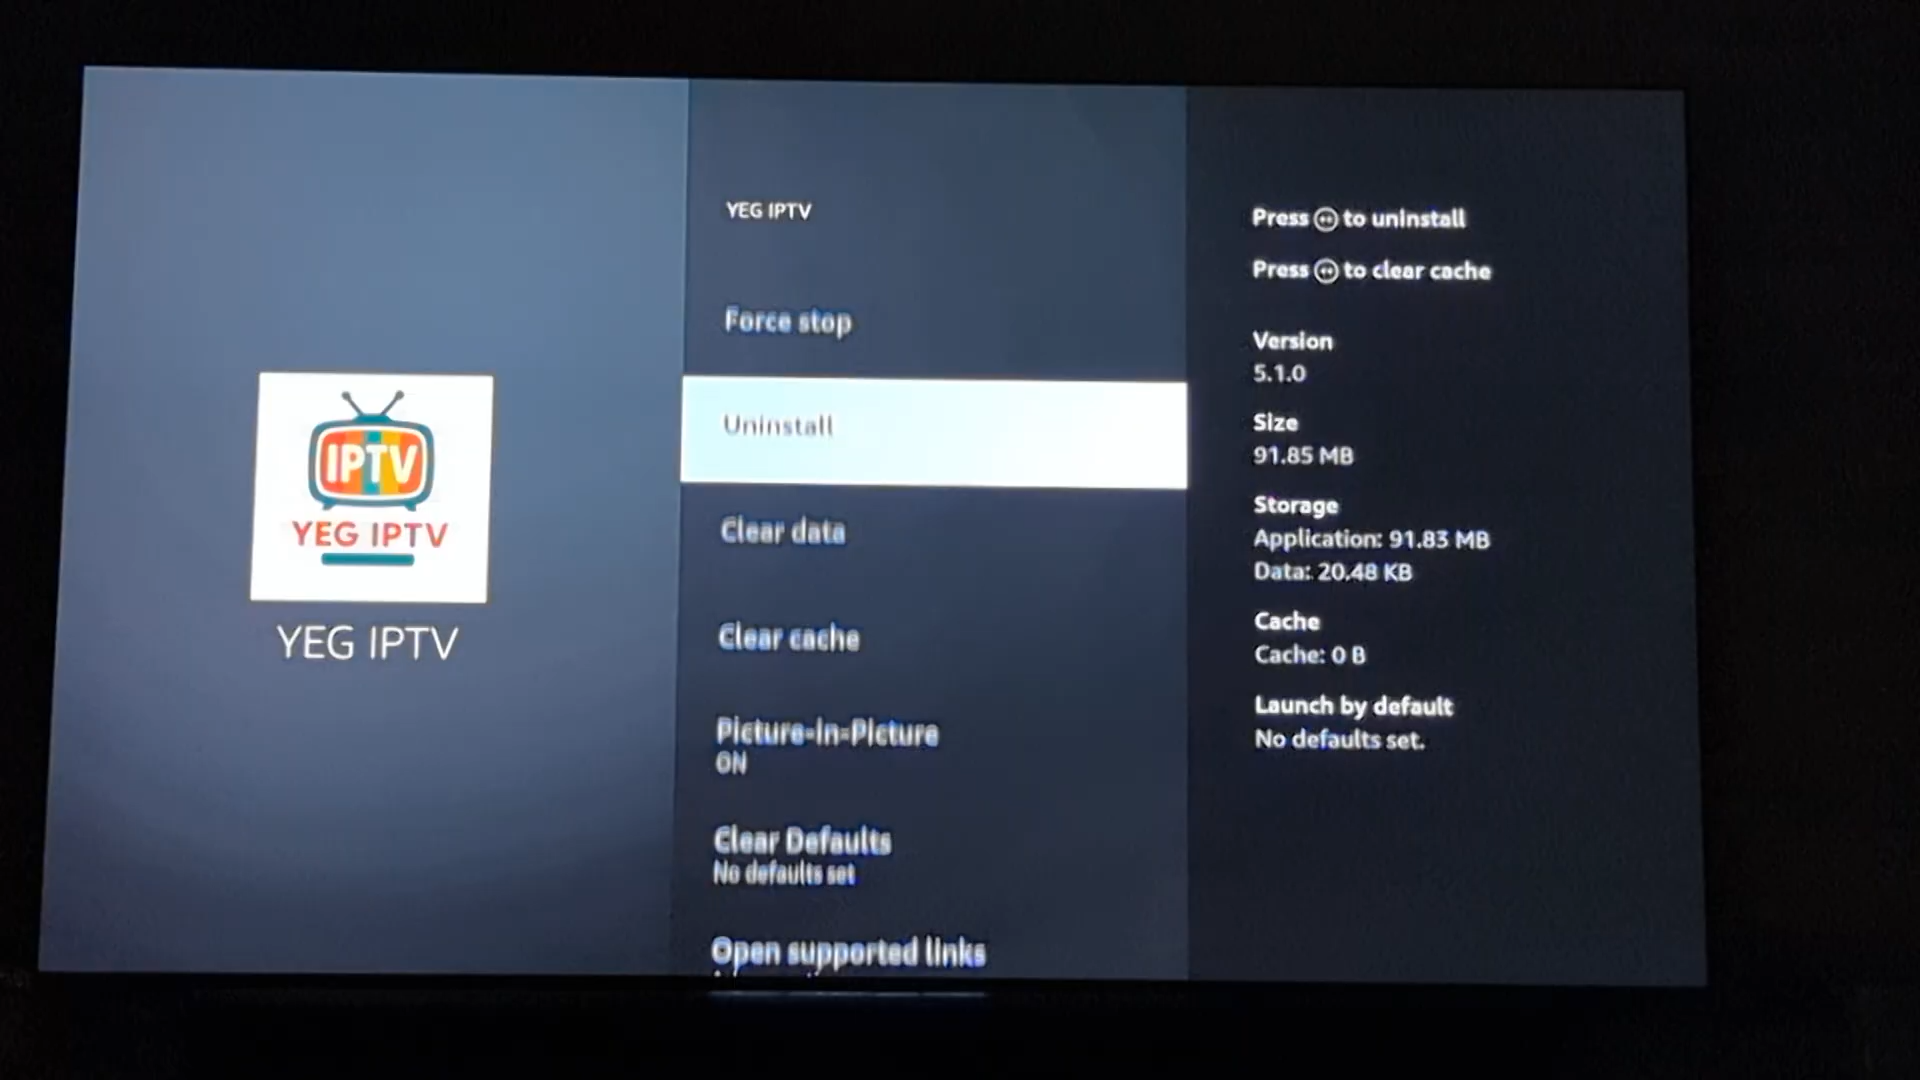 IPTV
YEG IPTV
YEG IPTV
YEG IPTV
Force stop
Uninstall
Clear data
Clear cache
Picture-In-Picture
ON
Clear Defaults
No defaults set
Open supported links
Press to uninstall
Press to clear cache
Version
5.1.0
Size
91.85 MB
Storage
Application: 91.83 MB
Data: 20.48 KB
Cache
Cache: 0 B
Launch by default
No defaults set.